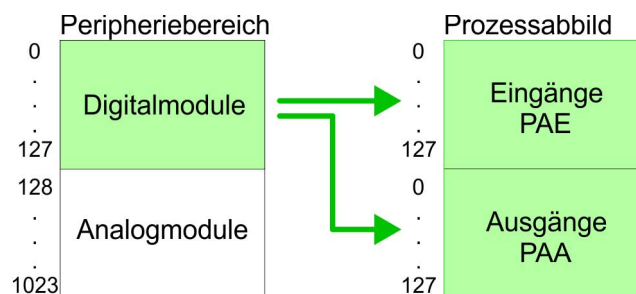 Peripheriebereich
0
.
.
.
127
Digitalmodule
128
.
.
.
1023
Analogmodule
Prozessabbild
0
.
.
.
127
Eingänge
PAE
0
.
.
.
127
Ausgänge
PAA